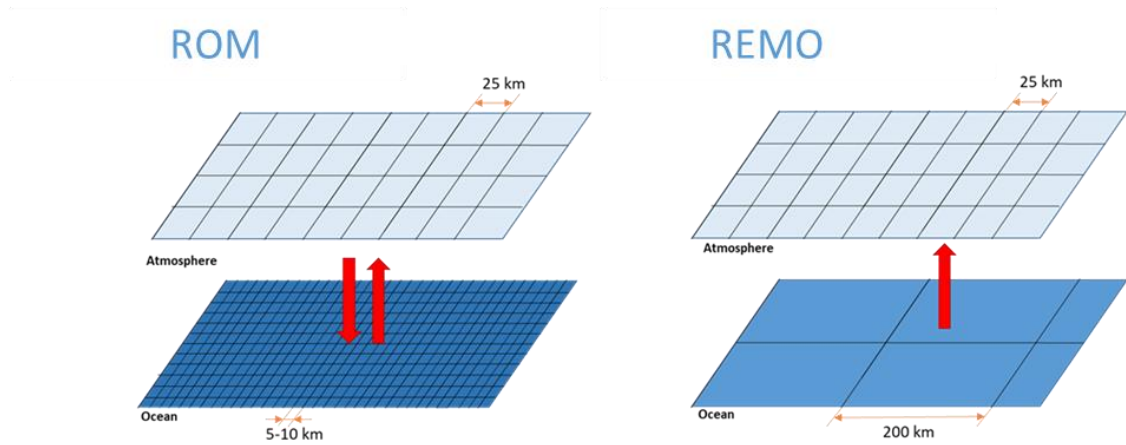 ROM
REMO
25 km
25 km
Atmosphere
Atmosphere
Ocean
5-10 km
Ocean
200 km